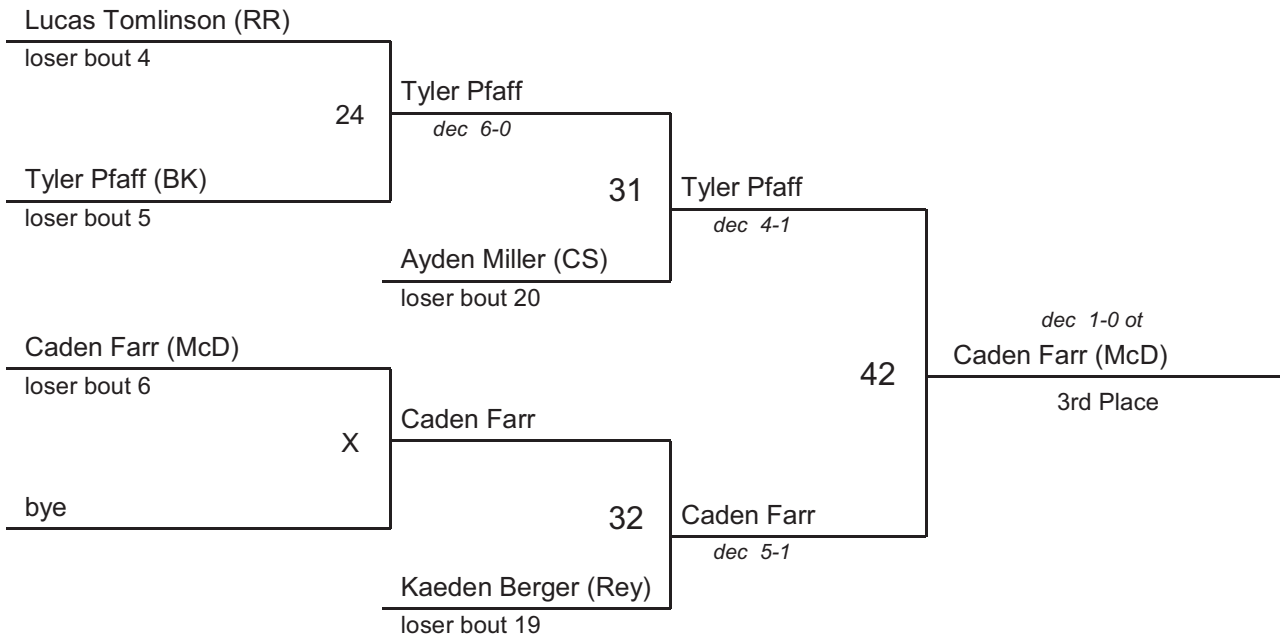 Lucas Tomlinson (RR)
loser bout 4
24
Tyler Pfaff
dec 6-0
Tyler Pfaff (BK)
loser bout 5
31
Tyler Pfaff
dec 4-1
Ayden Miller (CS)
loser bout 20
Caden Farr (McD)
loser bout 6
X
Caden Farr
bye
32
Caden Farr
dec 5-1
Kaeden Berger (Rey)
loser bout 19
42
dec 1-0 ot
Caden Farr (McD)
3rd Place